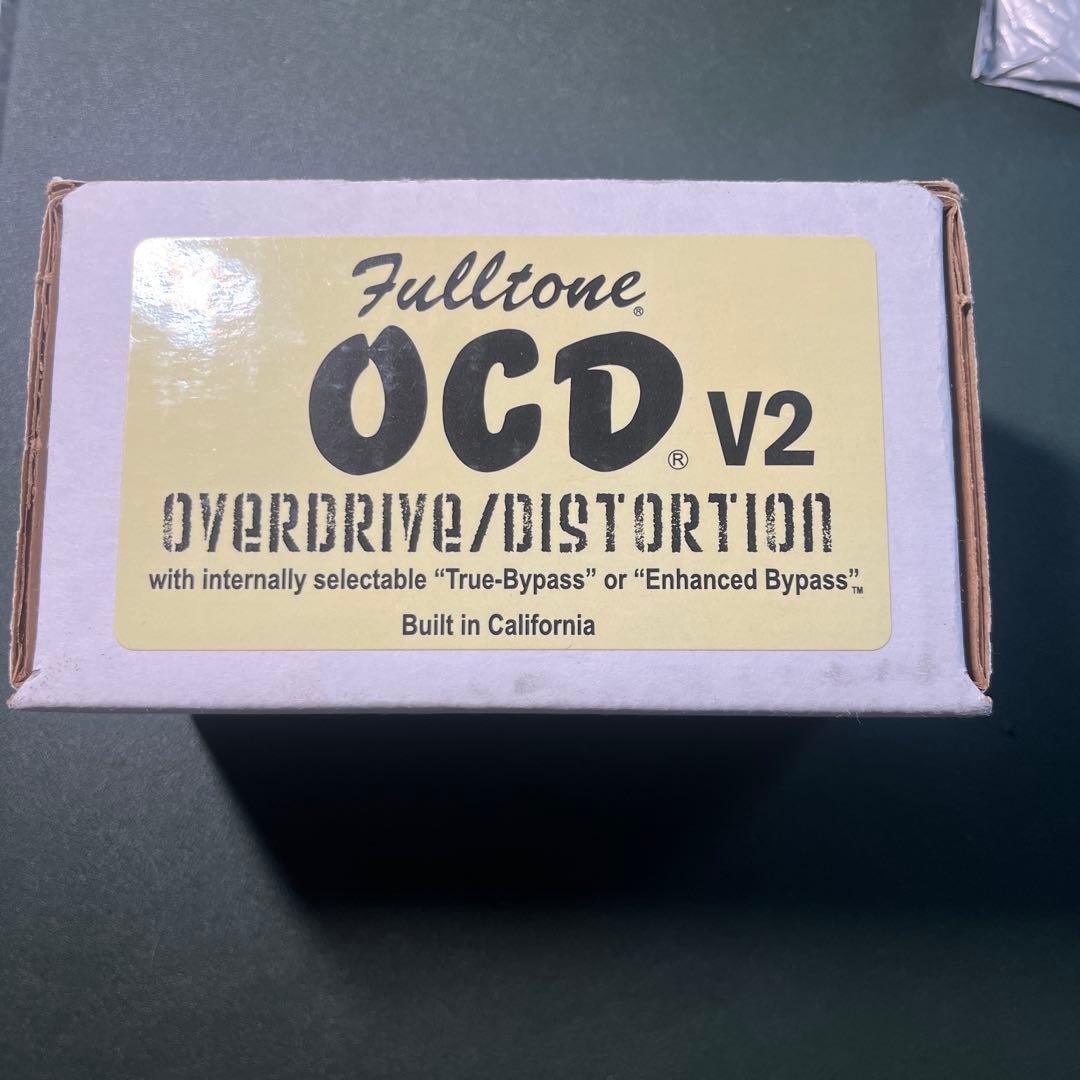 Fulltone®
OCD® V2
OVERDRIVE/DISTORTION
with internally selectable “True-Bypass” or “Enhanced Bypass”™
Built in California